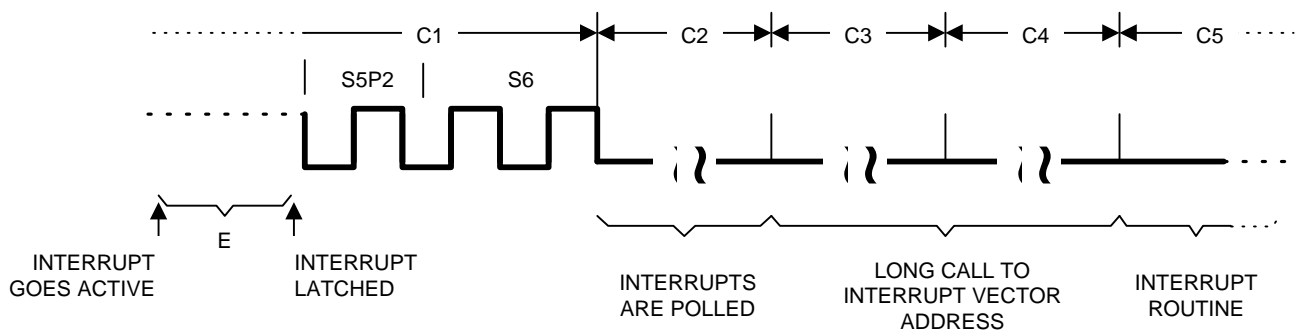 C1
C2
C3
C4
C5
S5P2
S6
E
INTERRUPT
GOES ACTIVE
INTERRUPT
LATCHED
INTERRUPTS
ARE POLLED
LONG CALL TO
INTERRUPT VECTOR
ADDRESS
INTERRUPT
ROUTINE